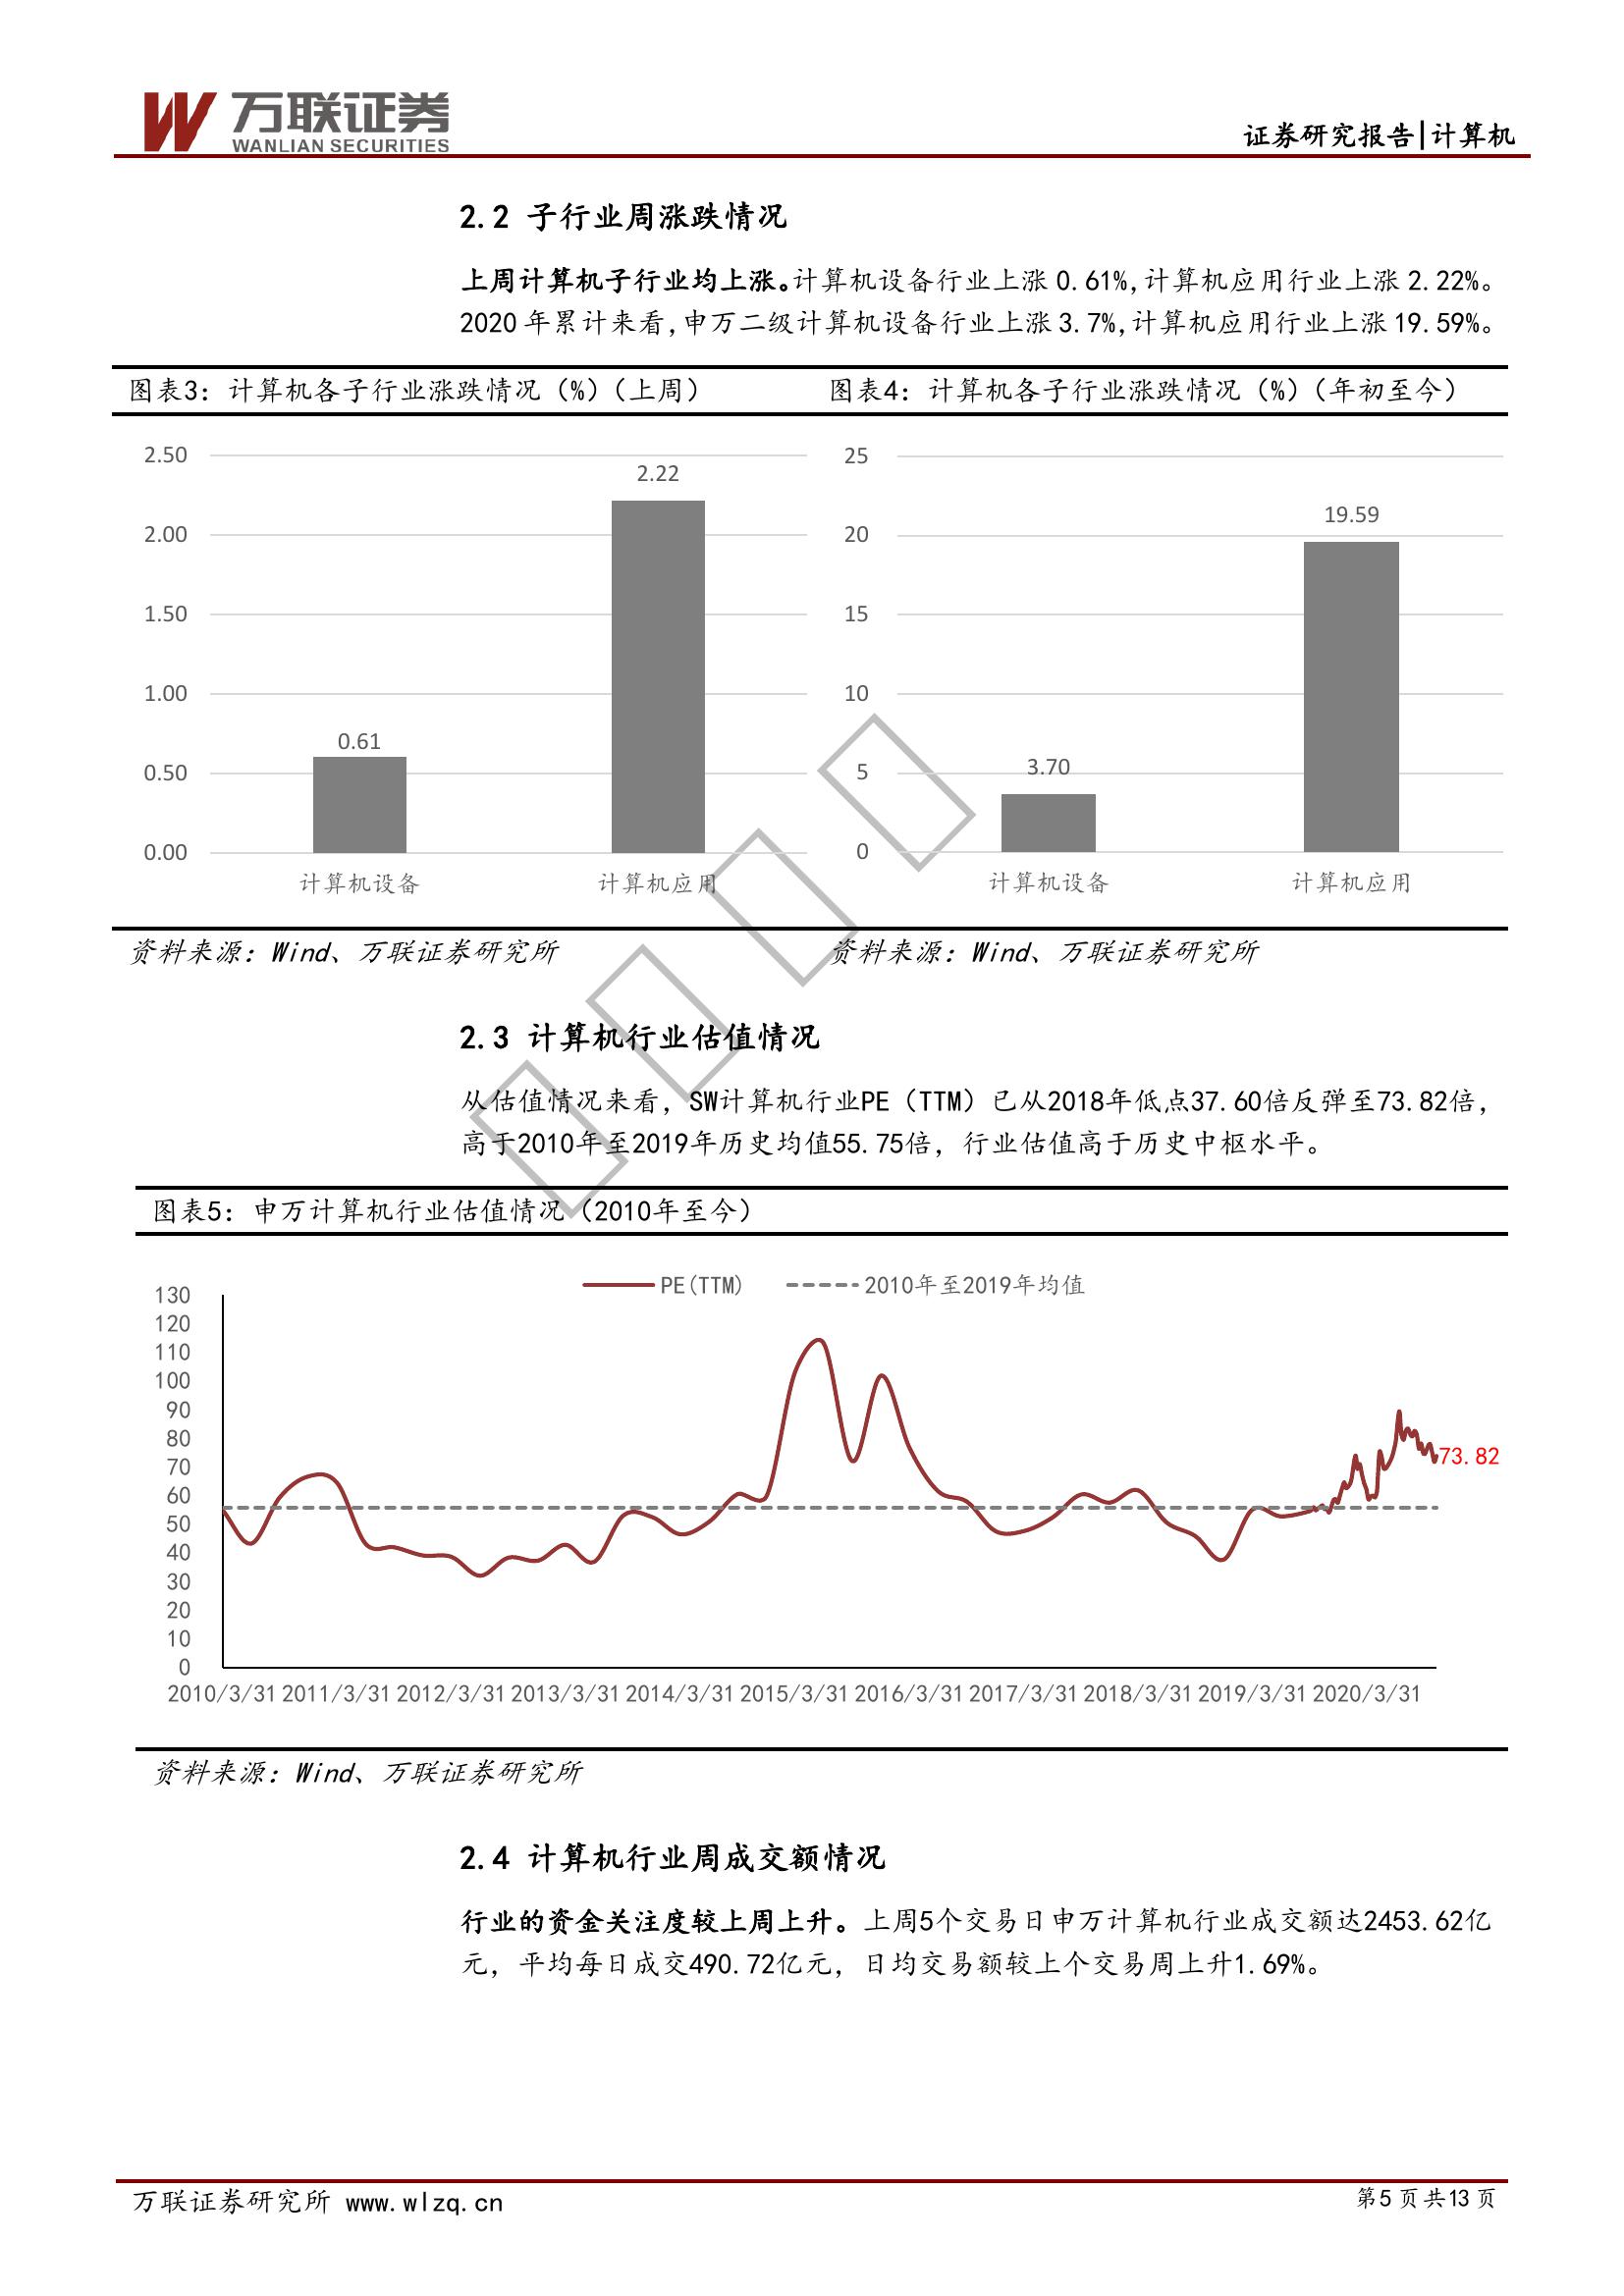 万联证券
WANLIAN SECURITIES
证券研究报告|计算机
2.2 子行业周涨跌情况
上周计算机子行业均上涨。计算机设备行业上涨 0.61%,计算机应用行业上涨 2.22%。
2020 年累计来看,申万二级计算机设备行业上涨 3.7%,计算机应用行业上涨 19.59%。
图表3：计算机各子行业涨跌情况（%）（上周）
2.50
2.00
1.50
1.00
0.50
0.00
0.61
2.22
计算机设备
计算机应用
资料来源：Wind、万联证券研究所
图表4：计算机各子行业涨跌情况（%）（年初至今）
25
20
15
10
5
0
3.70
19.59
计算机设备
计算机应用
资料来源：Wind、万联证券研究所
2.3 计算机行业估值情况
从估值情况来看，SW计算机行业PE（TTM）已从2018年低点37.60倍反弹至73.82倍，
高于2010年至2019年历史均值55.75倍，行业估值高于历史中枢水平。
图表5：申万计算机行业估值情况（2010年至今）
PE(TTM)
2010年至2019年均值
130
120
110
100
90
80
70
60
50
40
30
20
10
0
73.82
2010/3/31 2011/3/31 2012/3/31 2013/3/31 2014/3/31 2015/3/31 2016/3/31 2017/3/31 2018/3/31 2019/3/31 2020/3/31
资料来源：Wind、万联证券研究所
2.4 计算机行业周成交额情况
行业的资金关注度较上周上升。上周5个交易日申万计算机行业成交额达2453.62亿
元，平均每日成交490.72亿元，日均交易额较上个交易周上升1.69%。
万联证券研究所 www.wlzq.cn
第5 页共13 页